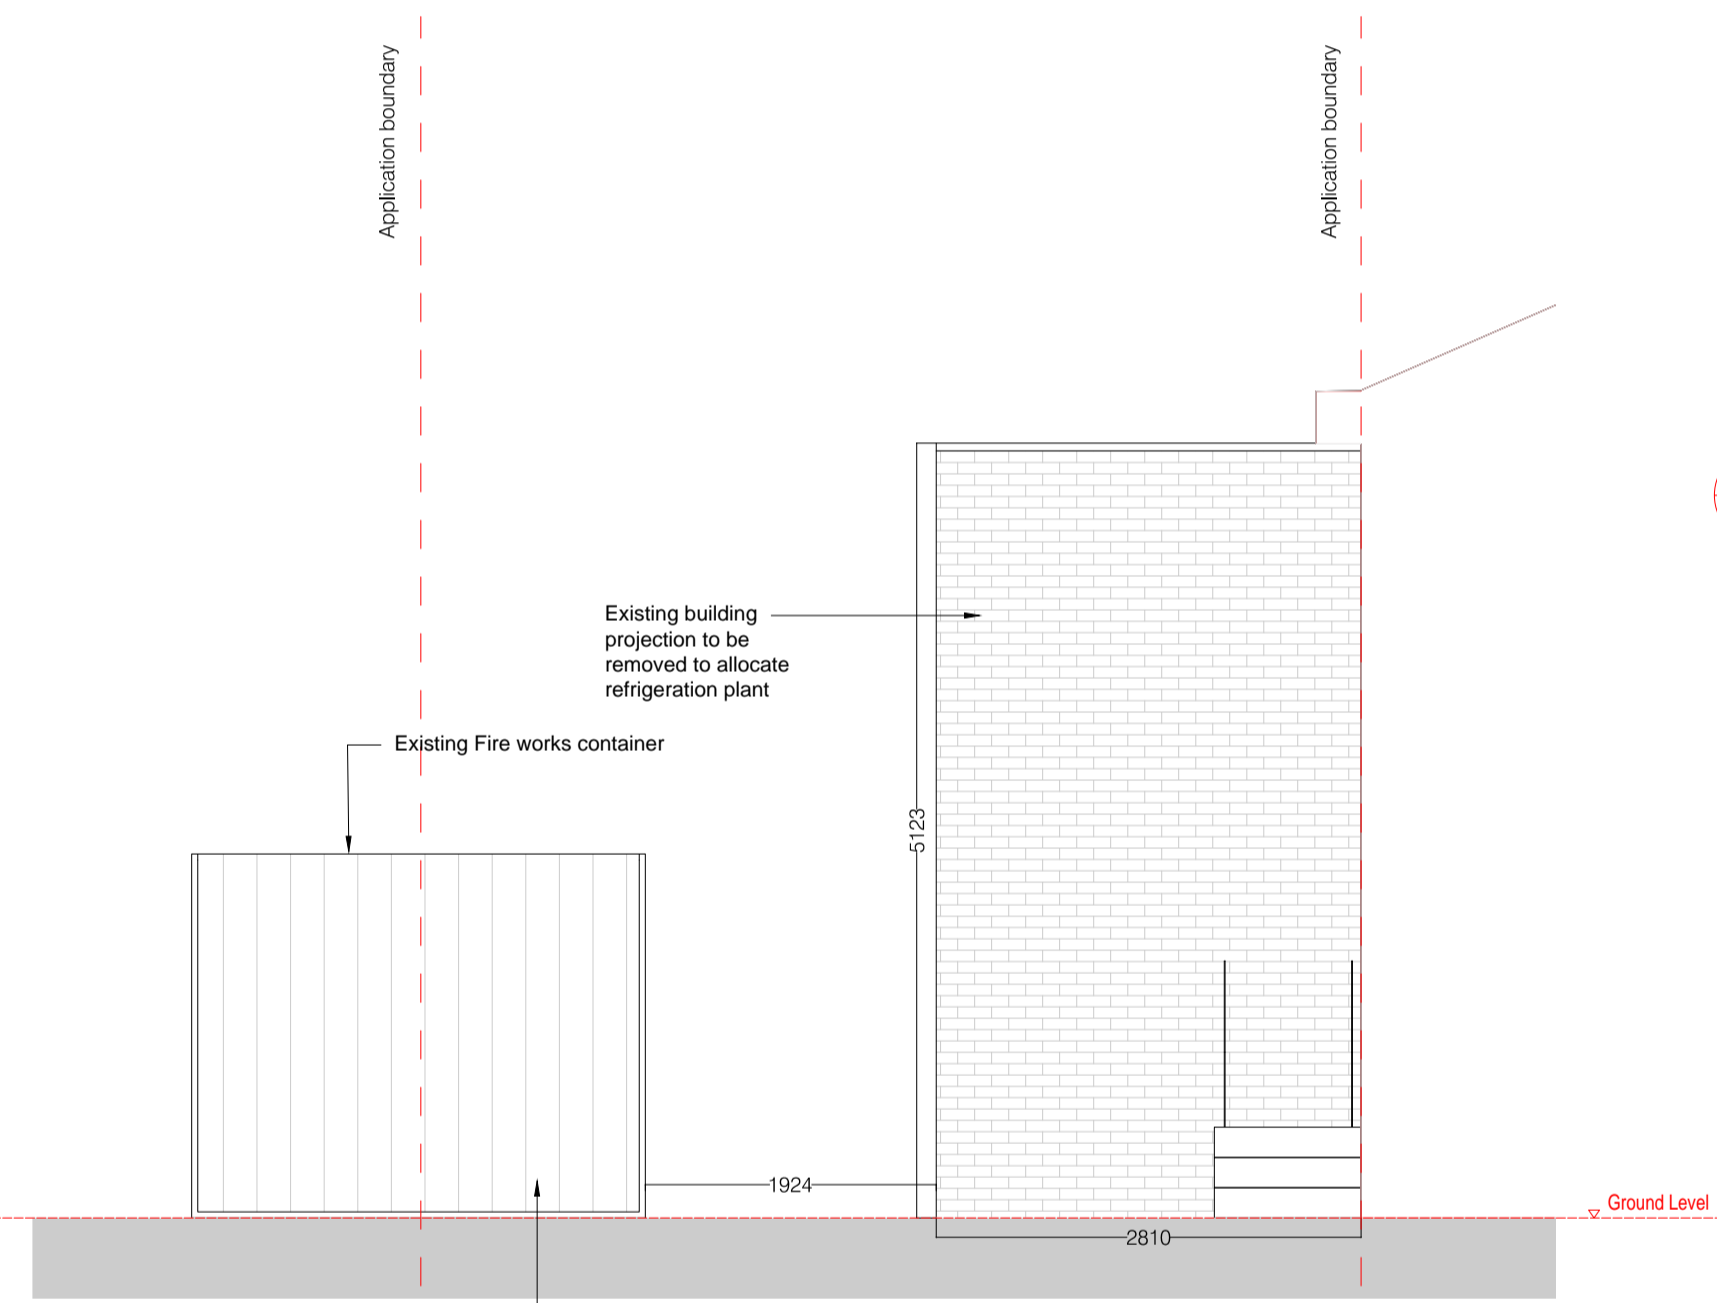 Application boundary
Application boundary
Existing building
projection to be
removed to allocate
refrigeration plant
Existing Fire works container
5123
1924
Ground Level
2810